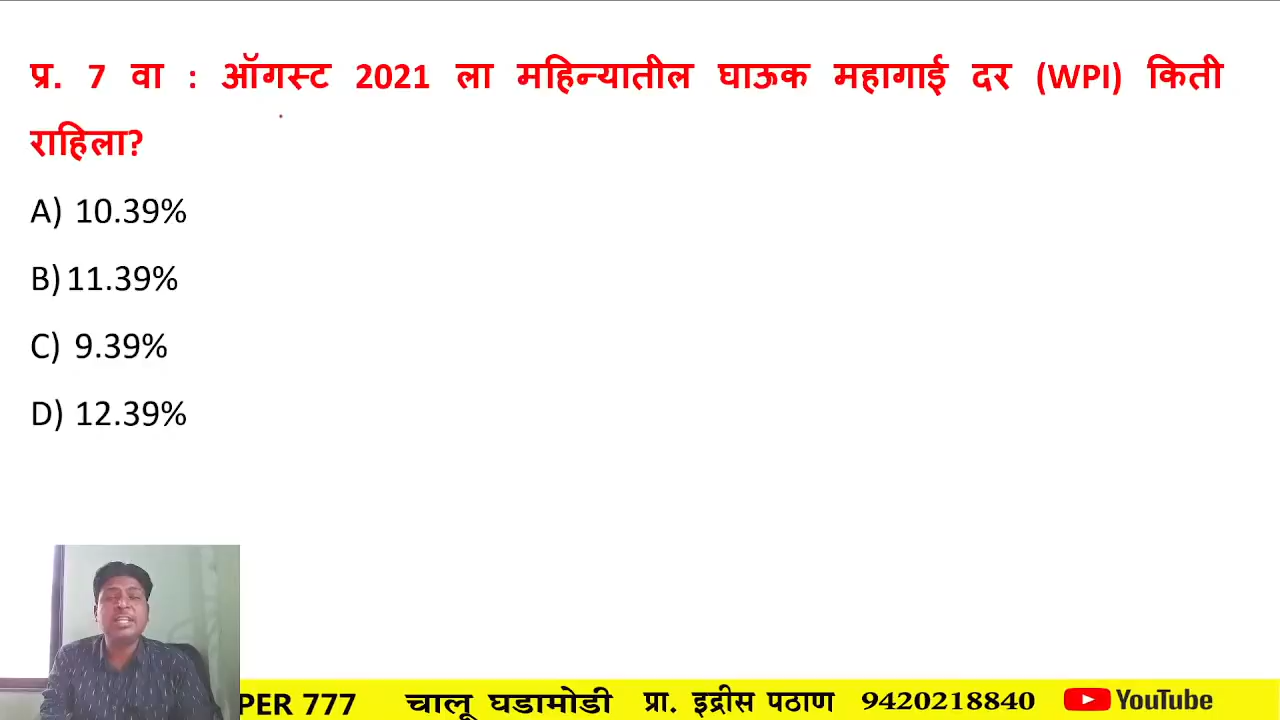 प्र. 7 वा : ऑगस्ट 2021 ला महिन्यातील घाऊक महागाई दर (WPI) किती
राहिला?
A) 10.39%
B) 11.39%
C) 9.39%
D) 12.39%
PER 777 चालू घडामोडी प्रा. इद्रीस पठाण 9420218840 YouTube